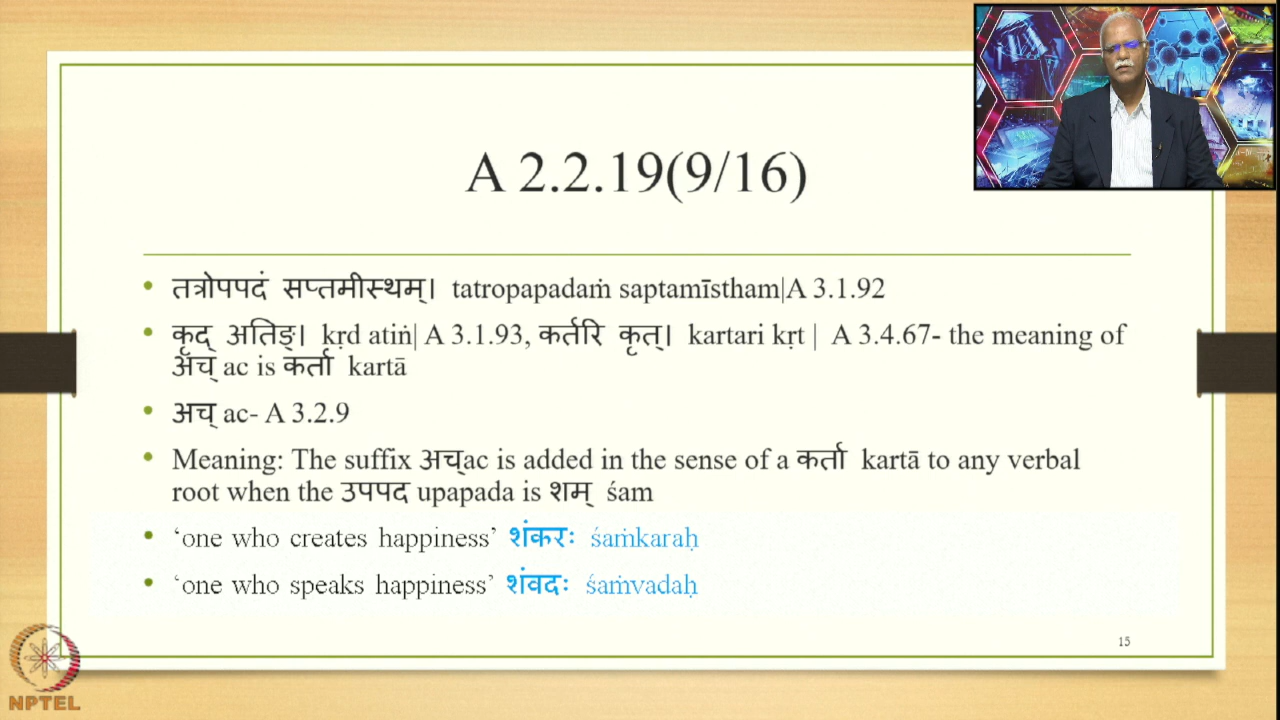 A 2.2.19(9/16)
• तत्रोपपदं सप्तमीस्थम्। tatropapadaṁ saptamīstham|A 3.1.92
• कृद् अतिङ्। kṛd atiṅ| A 3.1.93, कर्तरि कृत्। kartari kṛt | A 3.4.67- the meaning of
अच् ac is कर्ता kartā
• अच् ac- A 3.2.9
• Meaning: The suffix अच्ac is added in the sense of a कर्ता kartā to any verbal
root when the उपपद upapada is शम् śam
• ‘one who creates happiness’ शंकरः śaṁkaraḥ
• ‘one who speaks happiness’ शंवदः śaṁvadaḥ
15
NPTEL